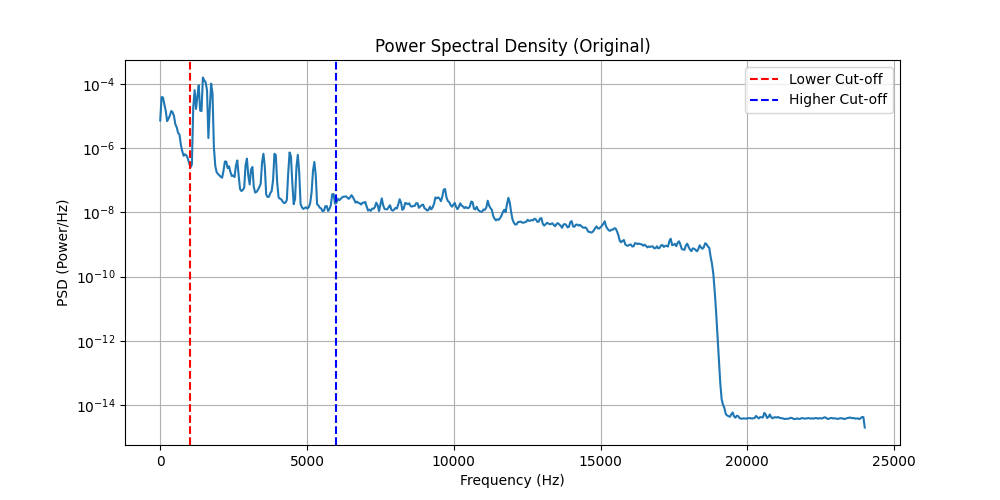 Power Spectral Density (Original)
Lower Cut-off
Higher Cut-off
PSD (Power/Hz)
10⁻⁴
10⁻⁶
10⁻⁸
10⁻¹⁰
10⁻¹²
10⁻¹⁴
0 5000 10000 15000 20000 25000
Frequency (Hz)